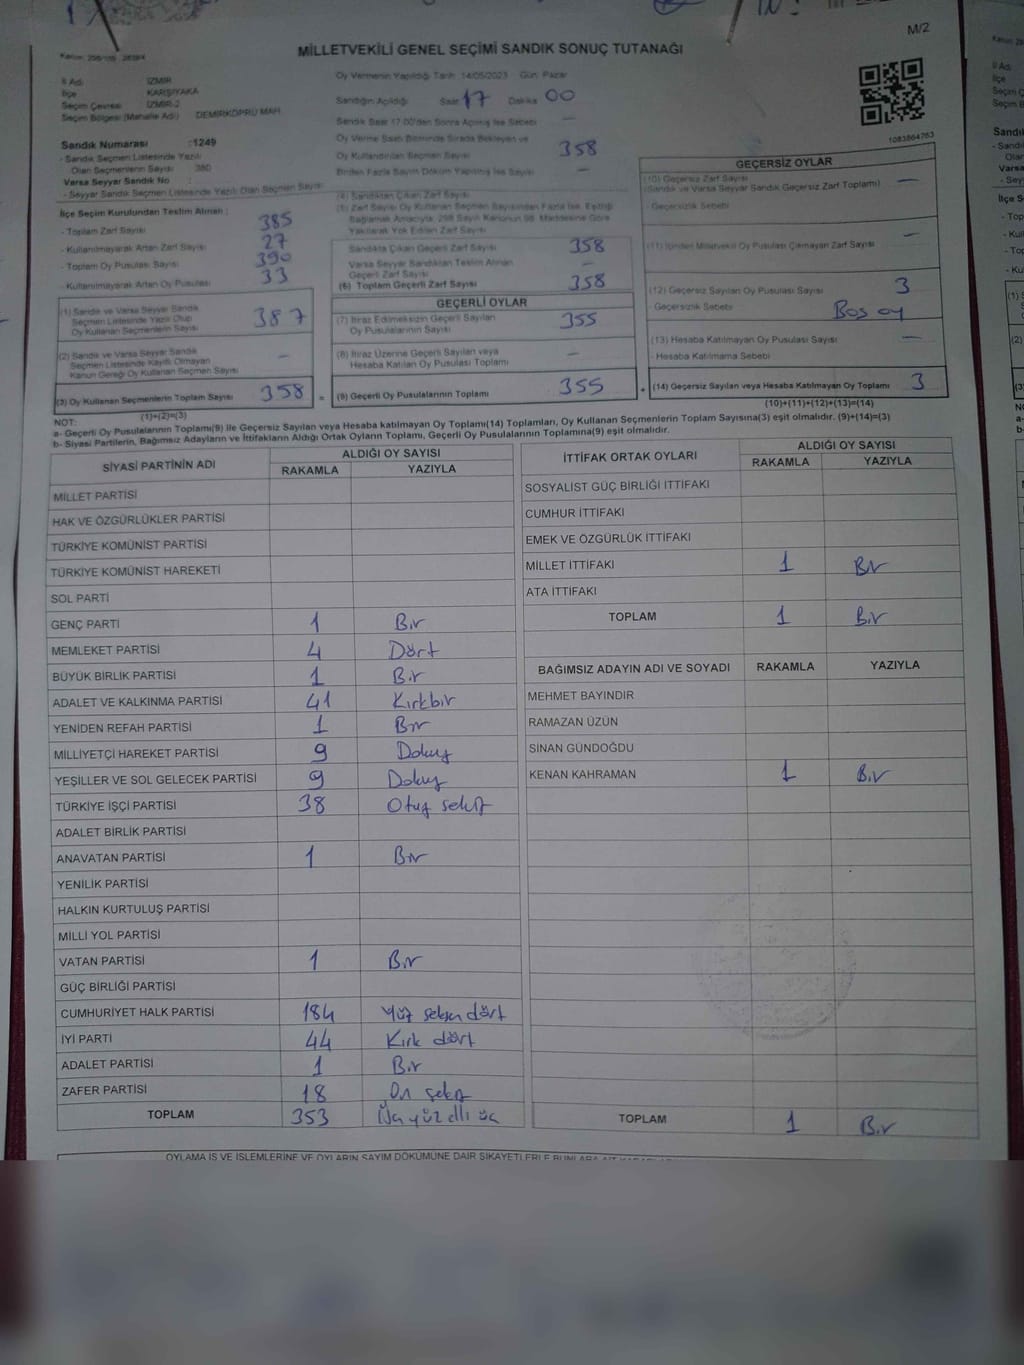 M/2
MİLLETVEKİLİ GENEL SEÇİMİ SANDIK SONUÇ TUTANAĞI
İl Adı : İZMİR
İlçe : KARŞIYAKA
Seçim Çevresi : İZMİR-2
Seçim Bölgesi (Mahalle Adı) : DEMİRKÖPRÜ MAH.
Oy Vermenin Yapıldığı Tarih 14/05/2023 Gün: Pazar
Sandığın Açıldığı Saat 17 Dakika 00
Sandık Saat 17.00'dan Sonra Açılmış İse Sebebi —
Oy Verme Saati Bitiminde Sırada Bekleyen ve
Oy Kullandırılan Seçmen Sayısı 358
Birden Fazla Sayım Döküm Yapılmış İse Sayısı —
1083864763
Sandık Numarası :1249
- Sandık Seçmen Listesinde Yazılı
Olan Seçmenlerin Sayısı : 380
Varsa Seyyar Sandık No :
- Seyyar Sandık Seçmen Listesinde Yazılı Olan Seçmen Sayısı
İlçe Seçim Kurulundan Teslim Alınan ;
- Toplam Zarf Sayısı 385
- Kullanılmayarak Artan Zarf Sayısı 27
- Toplam Oy Pusulası Sayısı 390
- Kullanılmayarak Artan Oy Pusulası 33
(1) Sandık ve Varsa Seyyar Sandık
Seçmen Listesinde Yazılı Olup
Oy Kullanan Seçmenlerin Sayısı 387
(2) Sandık ve Varsa Seyyar Sandık
Seçmen Listesinde Kayıtlı Olmayan
Kanun Gereği Oy Kullanan Seçmen Sayısı —
(3) Oy Kullanan Seçmenlerin Toplam Sayısı 358
(1)+(2)=(3)
(4) Sandıktan Çıkan Zarf Sayısı
(5) Zarf Sayısı Oy Kullanan Seçmen Sayısından Fazla İse, Eşitliği
Sağlamak Amacıyla, 298 Sayılı Kanunun 98. Maddesine Göre
Yakılarak Yok Edilen Zarf Sayısı
Sandıkta Çıkan Geçerli Zarf Sayısı 358
Varsa Seyyar Sandıktan Teslim Alınan
Geçerli Zarf Sayısı —
(6) Toplam Geçerli Zarf Sayısı 358
GEÇERLİ OYLAR
(7) İtiraz Edilmeksizin Geçerli Sayılan
Oy Pusulalarının Sayısı 355
(8) İtiraz Üzerine Geçerli Sayılan veya
Hesaba Katılan Oy Pusulası Toplamı —
= (9) Geçerli Oy Pusulalarının Toplamı 355
GEÇERSİZ OYLAR
(10) Geçersiz Zarf Sayısı
(Sandık ve Varsa Seyyar Sandık Geçersiz Zarf Toplamı) —
- Geçersizlik Sebebi
(11) İçinden Milletvekili Oy Pusulası Çıkmayan Zarf Sayısı —
(12) Geçersiz Sayılan Oy Pusulası Sayısı 3
- Geçersizlik Sebebi Boş oy
(13) Hesaba Katılmayan Oy Pusulası Sayısı —
- Hesaba Katılmama Sebebi
+ (14) Geçersiz Sayılan veya Hesaba Katılmayan Oy Toplamı 3
(10)+(11)+(12)+(13)=(14)
NOT:
a- Geçerli Oy Pusulalarının Toplamı(9) ile Geçersiz Sayılan veya Hesaba katılmayan Oy Toplamı(14) Toplamları, Oy Kullanan Seçmenlerin Toplam Sayısına(3) eşit olmalıdır. (9)+(14)=(3)
b- Siyasi Partilerin, Bağımsız Adayların ve İttifakların Aldığı Ortak Oyların Toplamı, Geçerli Oy Pusulalarının Toplamına(9) eşit olmalıdır.
SİYASİ PARTİNİN ADI ALDIĞI OY SAYISI
RAKAMLA YAZIYLA
MİLLET PARTİSİ
HAK VE ÖZGÜRLÜKLER PARTİSİ
TÜRKİYE KOMÜNİST PARTİSİ
TÜRKİYE KOMÜNİST HAREKETİ
SOL PARTİ
GENÇ PARTİ 1 Bir
MEMLEKET PARTİSİ 4 Dört
BÜYÜK BİRLİK PARTİSİ 1 Bir
ADALET VE KALKINMA PARTİSİ 41 Kırkbir
YENİDEN REFAH PARTİSİ 1 Bir
MİLLİYETÇİ HAREKET PARTİSİ 9 Dokuz
YEŞİLLER VE SOL GELECEK PARTİSİ 9 Dokuz
TÜRKİYE İŞÇİ PARTİSİ 38 Otuz sekiz
ADALET BİRLİK PARTİSİ
ANAVATAN PARTİSİ 1 Bir
YENİLİK PARTİSİ
HALKIN KURTULUŞ PARTİSİ
MİLLİ YOL PARTİSİ
VATAN PARTİSİ 1 Bir
GÜÇ BİRLİĞİ PARTİSİ
CUMHURİYET HALK PARTİSİ 184 Yüz seksen dört
İYİ PARTİ 44 Kırk dört
ADALET PARTİSİ 1 Bir
ZAFER PARTİSİ 18 On sekiz
TOPLAM 353 Üç yüz elli üç
İTTİFAK ORTAK OYLARI ALDIĞI OY SAYISI
RAKAMLA YAZIYLA
SOSYALİST GÜÇ BİRLİĞİ İTTİFAKI
CUMHUR İTTİFAKI
EMEK VE ÖZGÜRLÜK İTTİFAKI
MİLLET İTTİFAKI 1 Bir
ATA İTTİFAKI
TOPLAM 1 Bir
BAĞIMSIZ ADAYIN ADI VE SOYADI RAKAMLA YAZIYLA
MEHMET BAYINDIR
RAMAZAN ÜZÜN
SİNAN GÜNDOĞDU
KENAN KAHRAMAN 1 Bir
TOPLAM 1 Bir